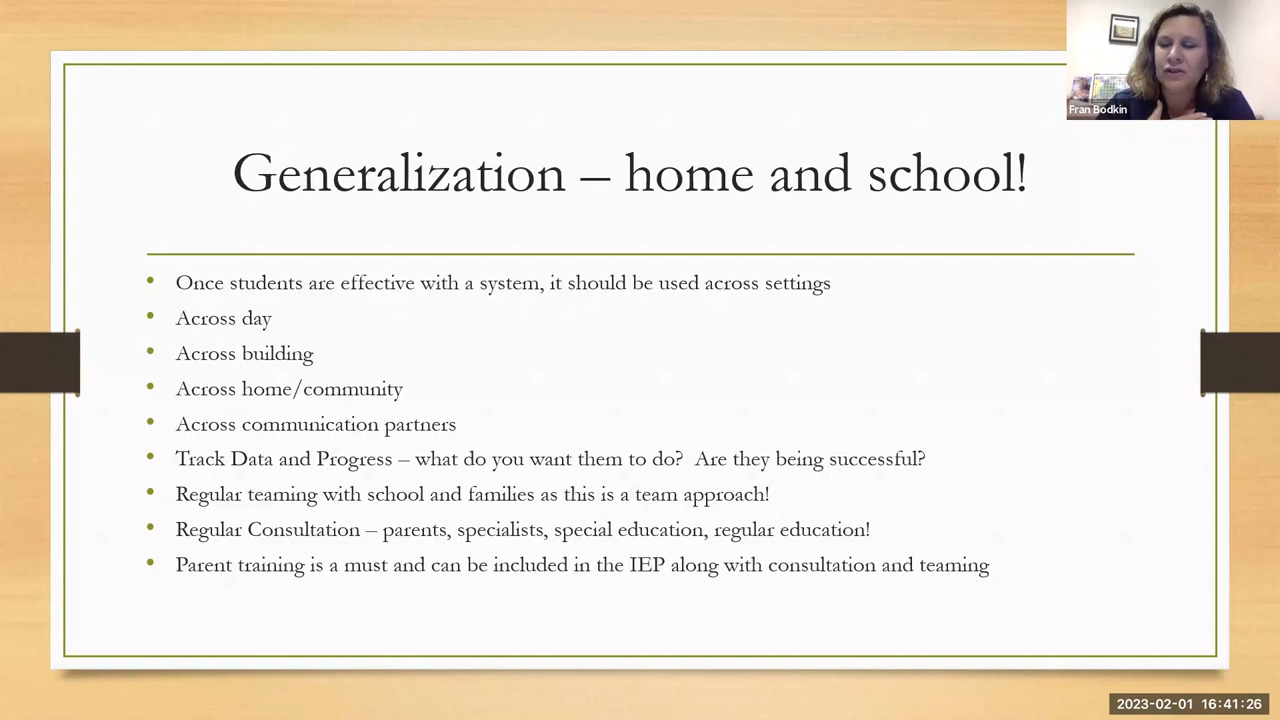 Fran Bodkin
Generalization – home and school!
• Once students are effective with a system, it should be used across settings
• Across day
• Across building
• Across home/community
• Across communication partners
• Track Data and Progress – what do you want them to do?  Are they being successful?
• Regular teaming with school and families as this is a team approach!
• Regular Consultation – parents, specialists, special education, regular education!
• Parent training is a must and can be included in the IEP along with consultation and teaming
2023-02-01 16:41:26